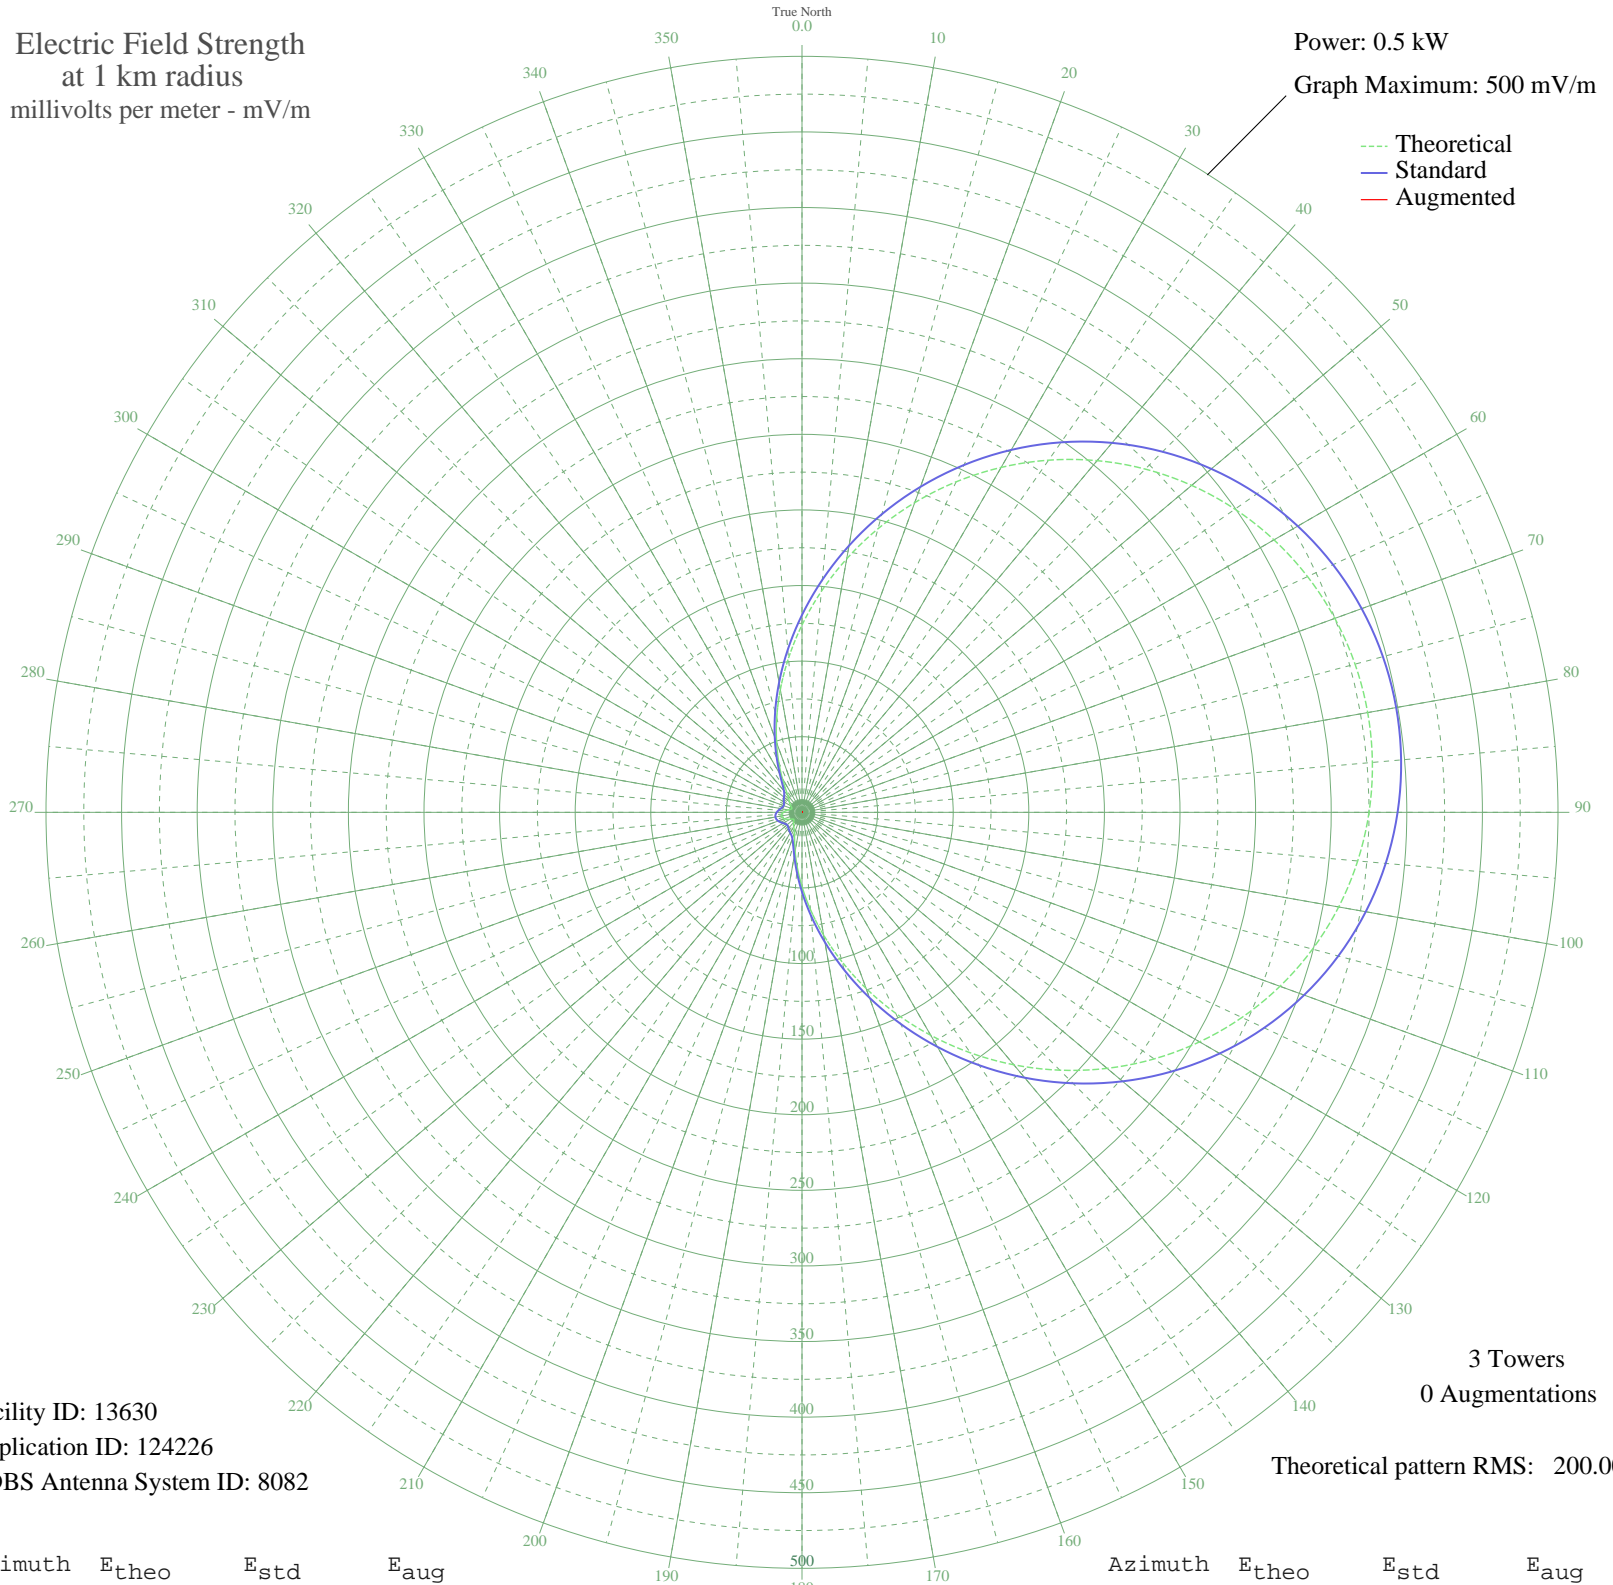 True North
Electric Field Strength
at 1 km radius
millivolts per meter - mV/m
Power: 0.5 kW
Graph Maximum: 500 mV/m
Theoretical
Standard
Augmented
0.0
10
20
30
40
50
60
70
80
90
100
110
120
130
140
150
160
170
190
200
210
220
230
240
250
260
270
280
290
300
310
320
330
340
350
100
150
200
250
300
350
400
450
500
3 Towers
0 Augmentations
Theoretical pattern RMS: 200.00
cility ID: 13630
plication ID: 124226
DBS Antenna System ID: 8082
imuth Etheo Estd Eaug
Azimuth Etheo Estd Eaug